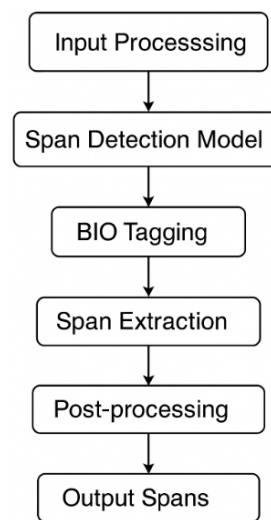 Input Processsing
Span Detection Model
BIO Tagging
Span Extraction
Post-processing
Output Spans